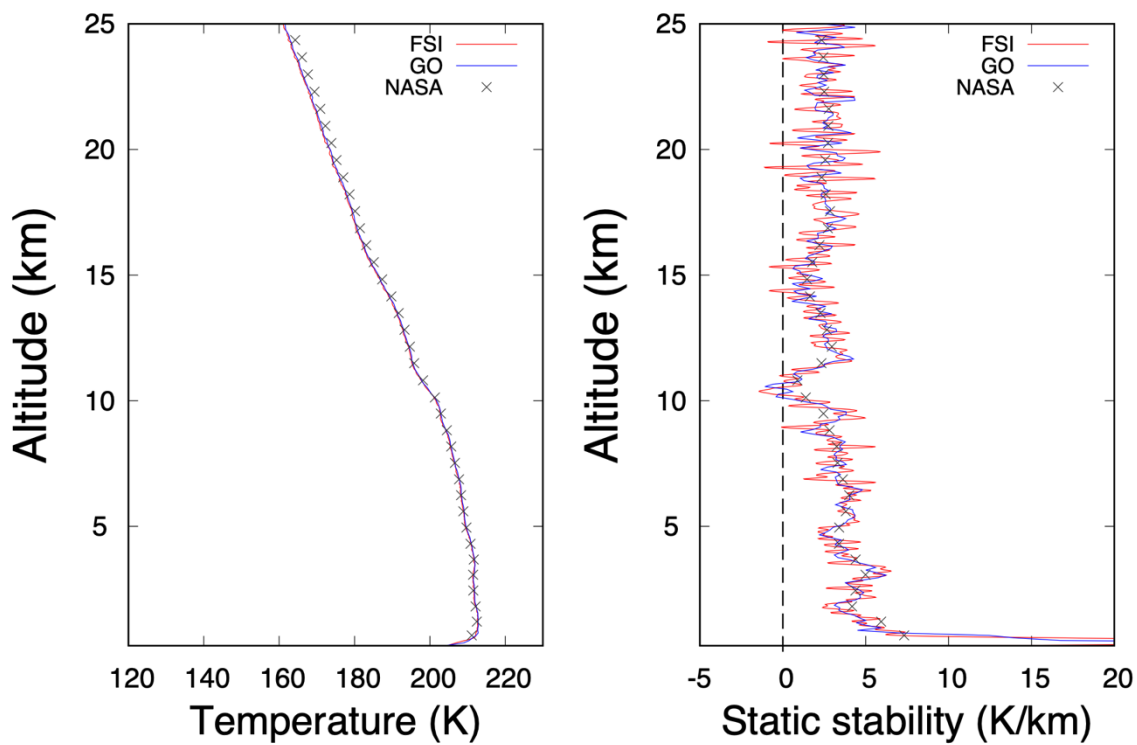 25
20
15
10
5
120
140
160
180
200
220
Altitude (km)
Temperature (K)
FSI
GO
NASA
25
20
15
10
5
-5
0
5
10
15
20
Altitude (km)
Static stability (K/km)
FSI
GO
NASA